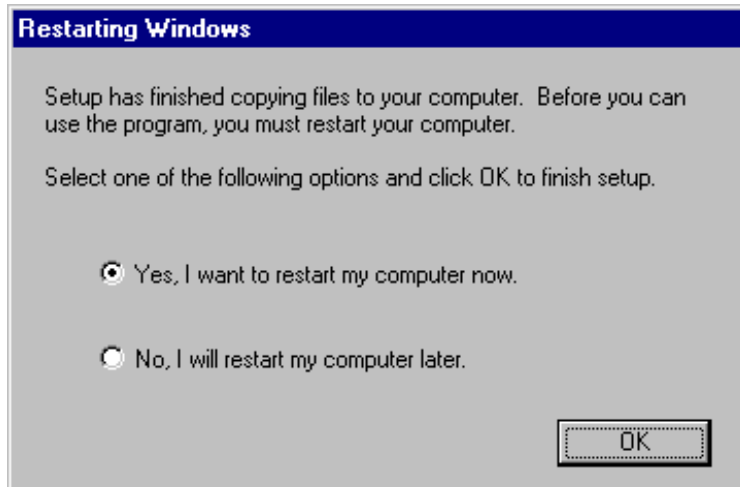 Restarting Windows
Setup has finished copying files to your computer.  Before you can
use the program, you must restart your computer.
Select one of the following options and click OK to finish setup.
Yes, I want to restart my computer now.
No, I will restart my computer later.
OK